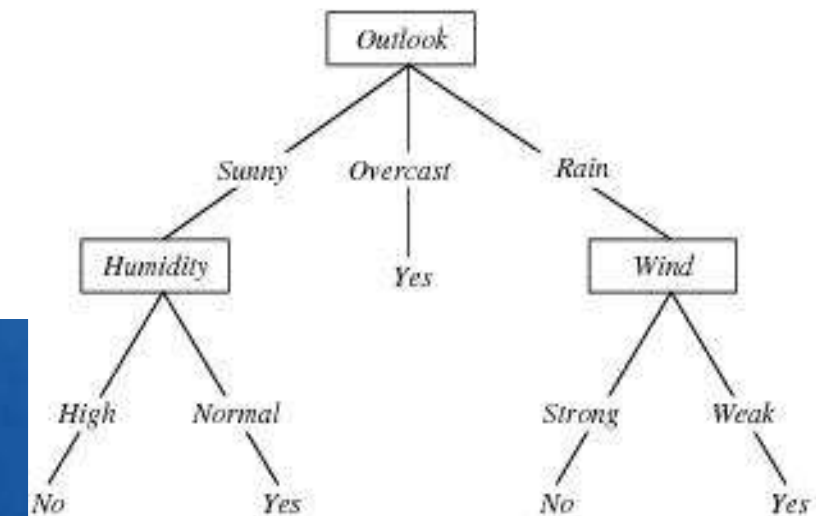 Outlook
Sunny Overcast Rain
Humidity Yes Wind
High Normal Strong Weak
No Yes No Yes